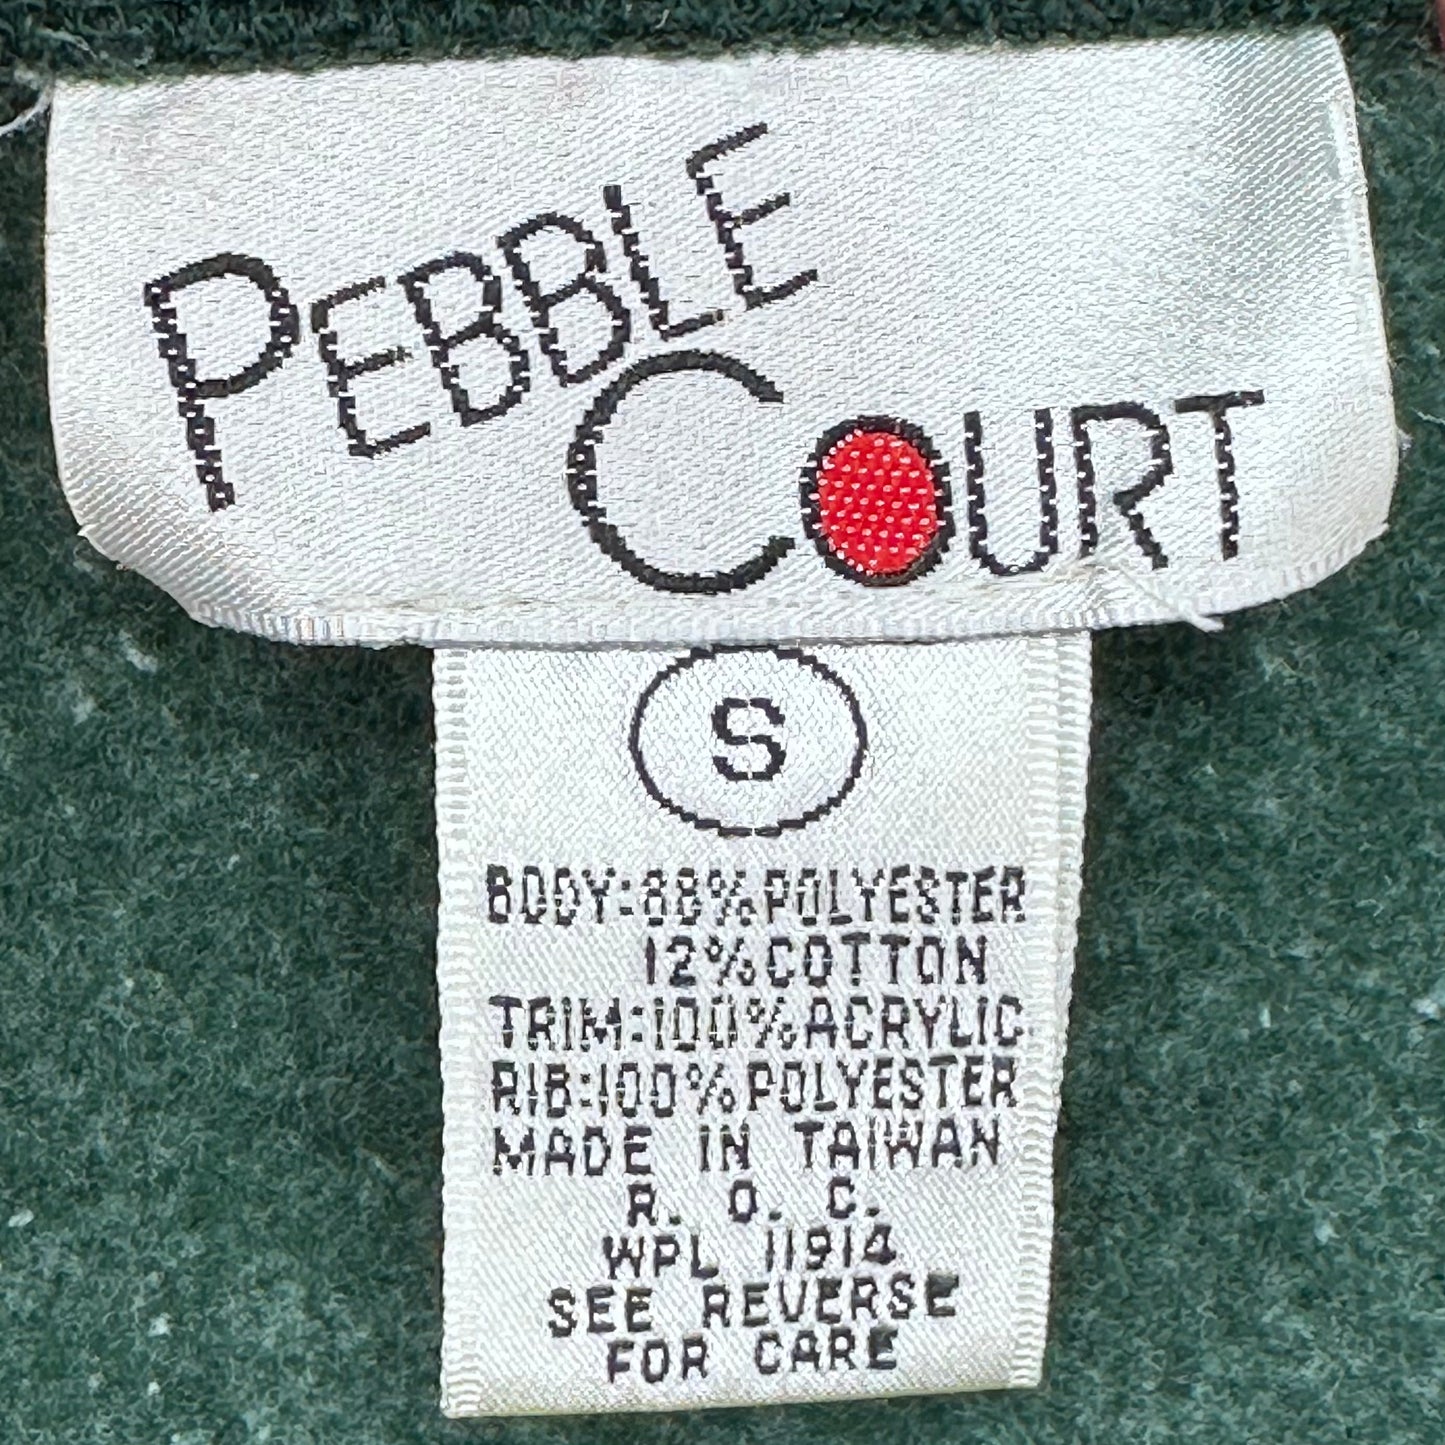 PEBBLE
COURT
S
BODY:88%POLYESTER
12%COTTON
TRIM:100%ACRYLIC
RIB:100%POLYESTER
MADE IN TAIWAN
R. O. C.
WPL 11914
SEE REVERSE
FOR CARE